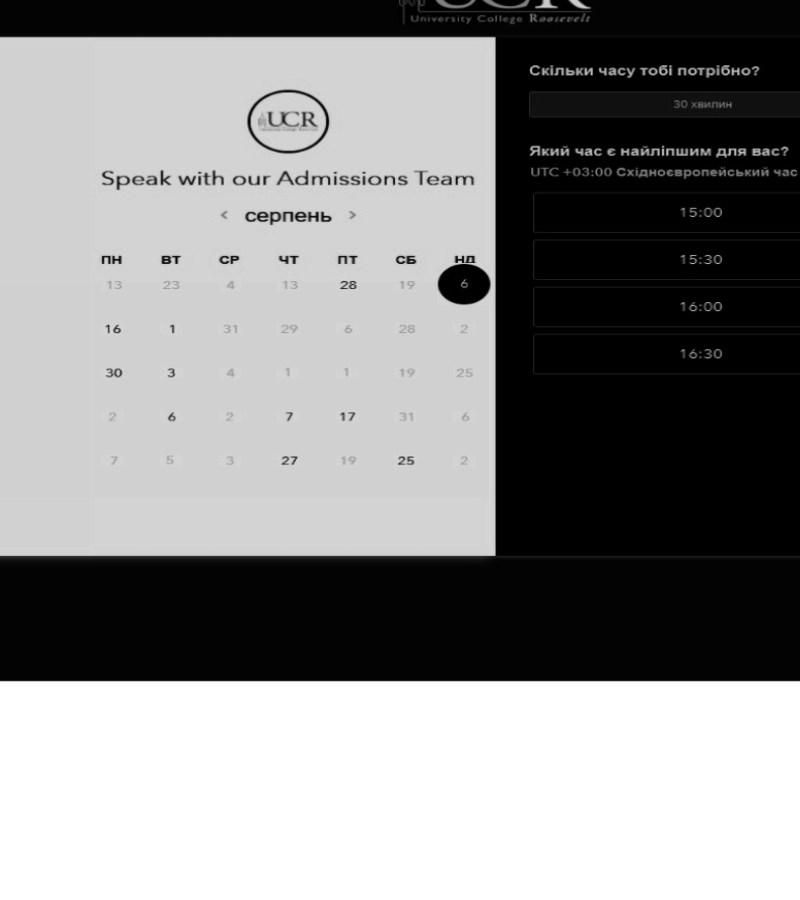 UCR
University College Roosevelt
UCR
Speak with our Admissions Team
< серпень >
ПН ВТ СР ЧТ ПТ СБ НД
13 23 4 13 28 19 6
16 1 31 29 6 28 2
30 3 4 1 1 19 25
2 6 2 7 17 31 6
7 5 3 27 19 25 2
Скільки часу тобі потрібно?
30 хвилин
Який час є найліпшим для вас?
UTC +03:00 Східноєвропейський час
15:00
15:30
16:00
16:30